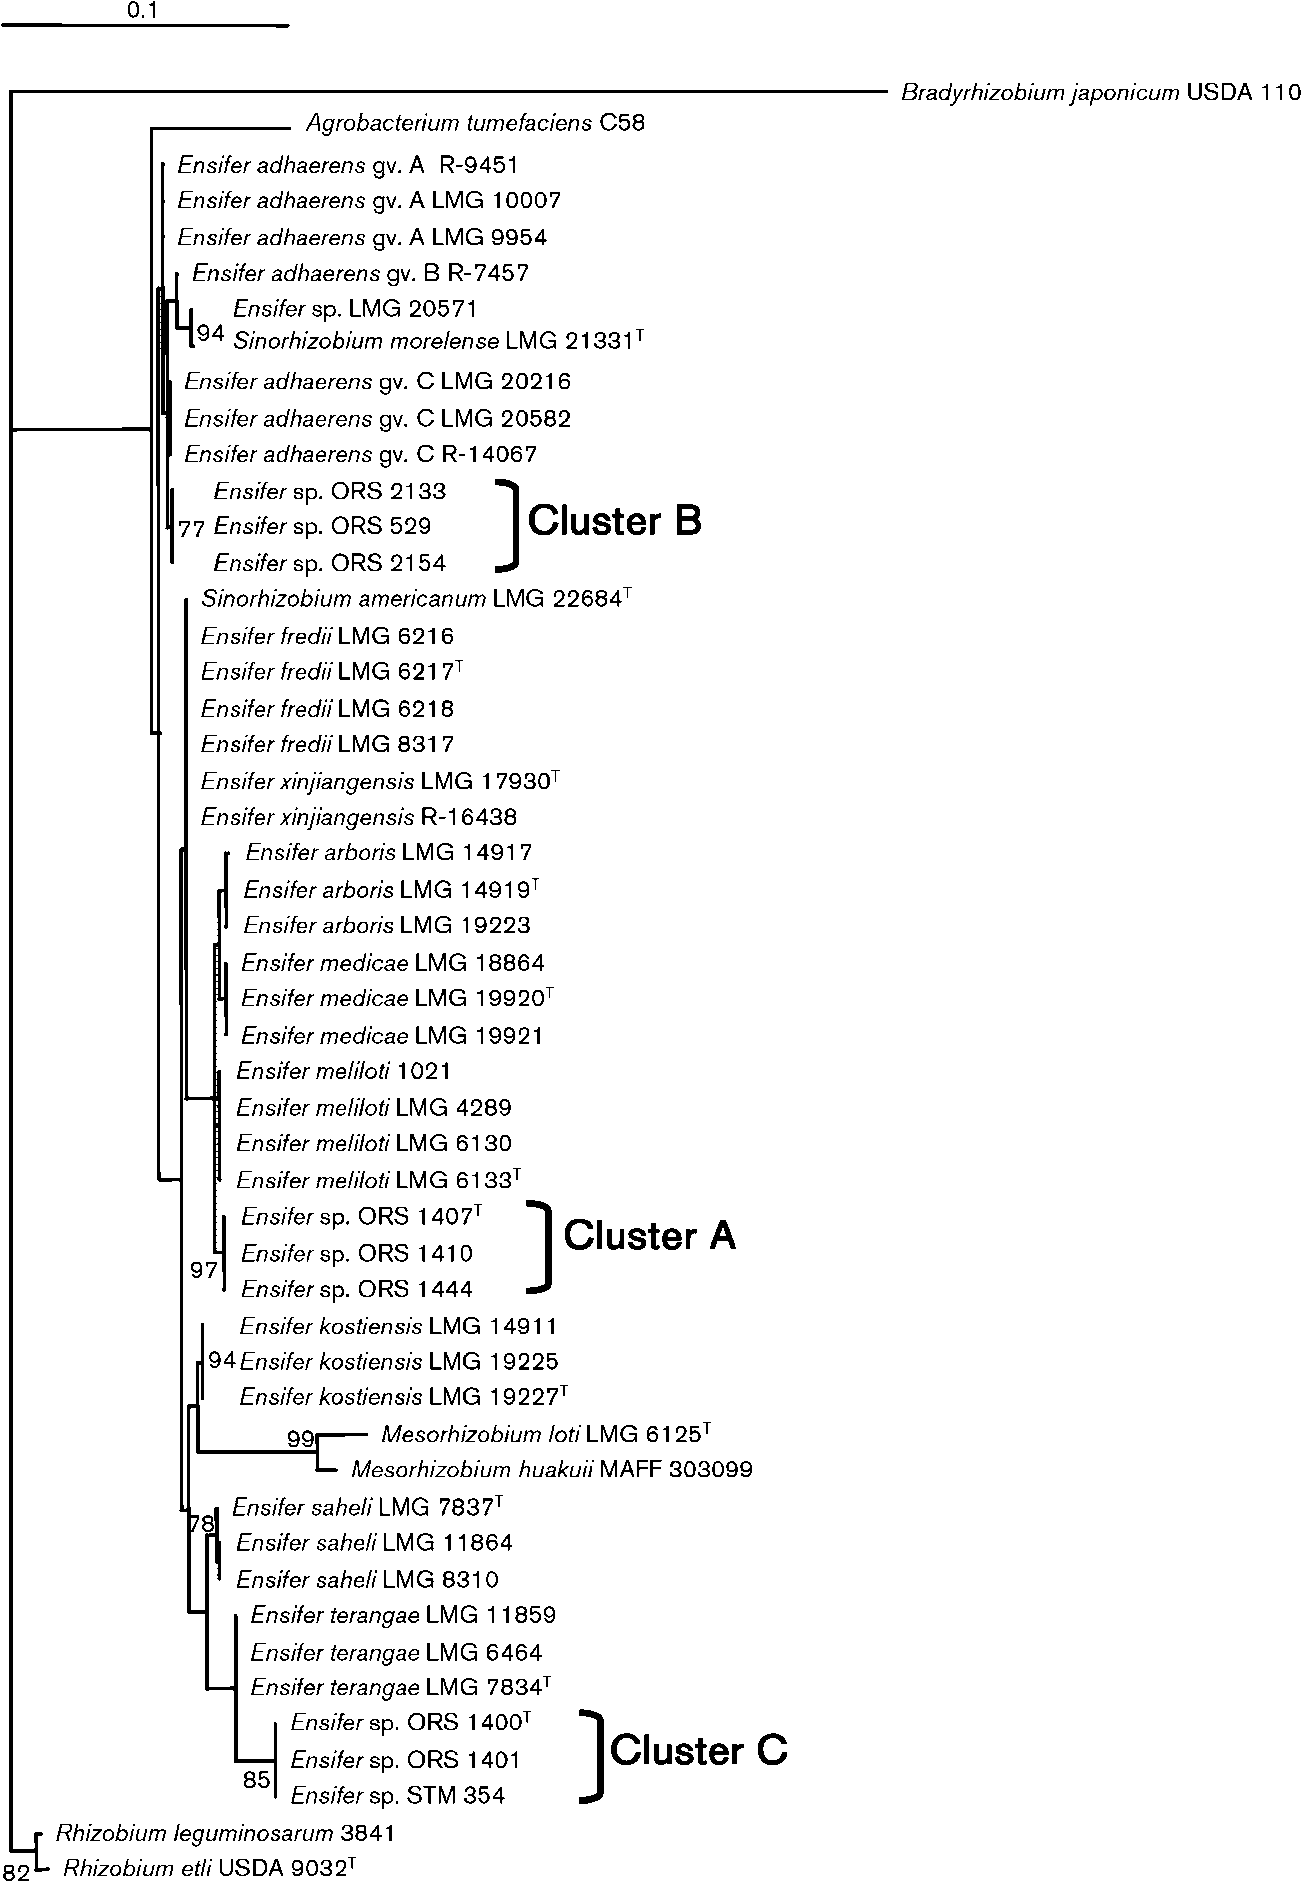 0.1
Bradyrhizobium japonicum USDA 110
Agrobacterium tumefaciens C58
Ensifer adhaerens gv. A R-9451
Ensifer adhaerens gv. A LMG 10007
Ensifer adhaerens gv. A LMG 9954
Ensifer adhaerens gv. B R-7457
Ensifer sp. LMG 20571
94
Sinorhizobium morelense LMG 21331ᵀ
Ensifer adhaerens gv. C LMG 20216
Ensifer adhaerens gv. C LMG 20582
Ensifer adhaerens gv. C R-14067
Ensifer sp. ORS 2133
77 Ensifer sp. ORS 529
Cluster B
Ensifer sp. ORS 2154
Sinorhizobium americanum LMG 22684ᵀ
Ensifer fredii LMG 6216
Ensifer fredii LMG 6217ᵀ
Ensifer fredii LMG 6218
Ensifer fredii LMG 8317
Ensifer xinjiangensis LMG 17930ᵀ
Ensifer xinjiangensis R-16438
Ensifer arboris LMG 14917
Ensifer arboris LMG 14919ᵀ
Ensifer arboris LMG 19223
Ensifer medicae LMG 18864
Ensifer medicae LMG 19920ᵀ
Ensifer medicae LMG 19921
Ensifer meliloti 1021
Ensifer meliloti LMG 4289
Ensifer meliloti LMG 6130
Ensifer meliloti LMG 6133ᵀ
Ensifer sp. ORS 1407ᵀ
Cluster A
Ensifer sp. ORS 1410
97
Ensifer sp. ORS 1444
Ensifer kostiensis LMG 14911
94 Ensifer kostiensis LMG 19225
Ensifer kostiensis LMG 19227ᵀ
99
Mesorhizobium loti LMG 6125ᵀ
Mesorhizobium huakuii MAFF 303099
Ensifer saheli LMG 7837ᵀ
78
Ensifer saheli LMG 11864
Ensifer saheli LMG 8310
Ensifer terangae LMG 11859
Ensifer terangae LMG 6464
Ensifer terangae LMG 7834ᵀ
Ensifer sp. ORS 1400ᵀ
Cluster C
Ensifer sp. ORS 1401
85
Ensifer sp. STM 354
Rhizobium leguminosarum 3841
82
Rhizobium etli USDA 9032ᵀ